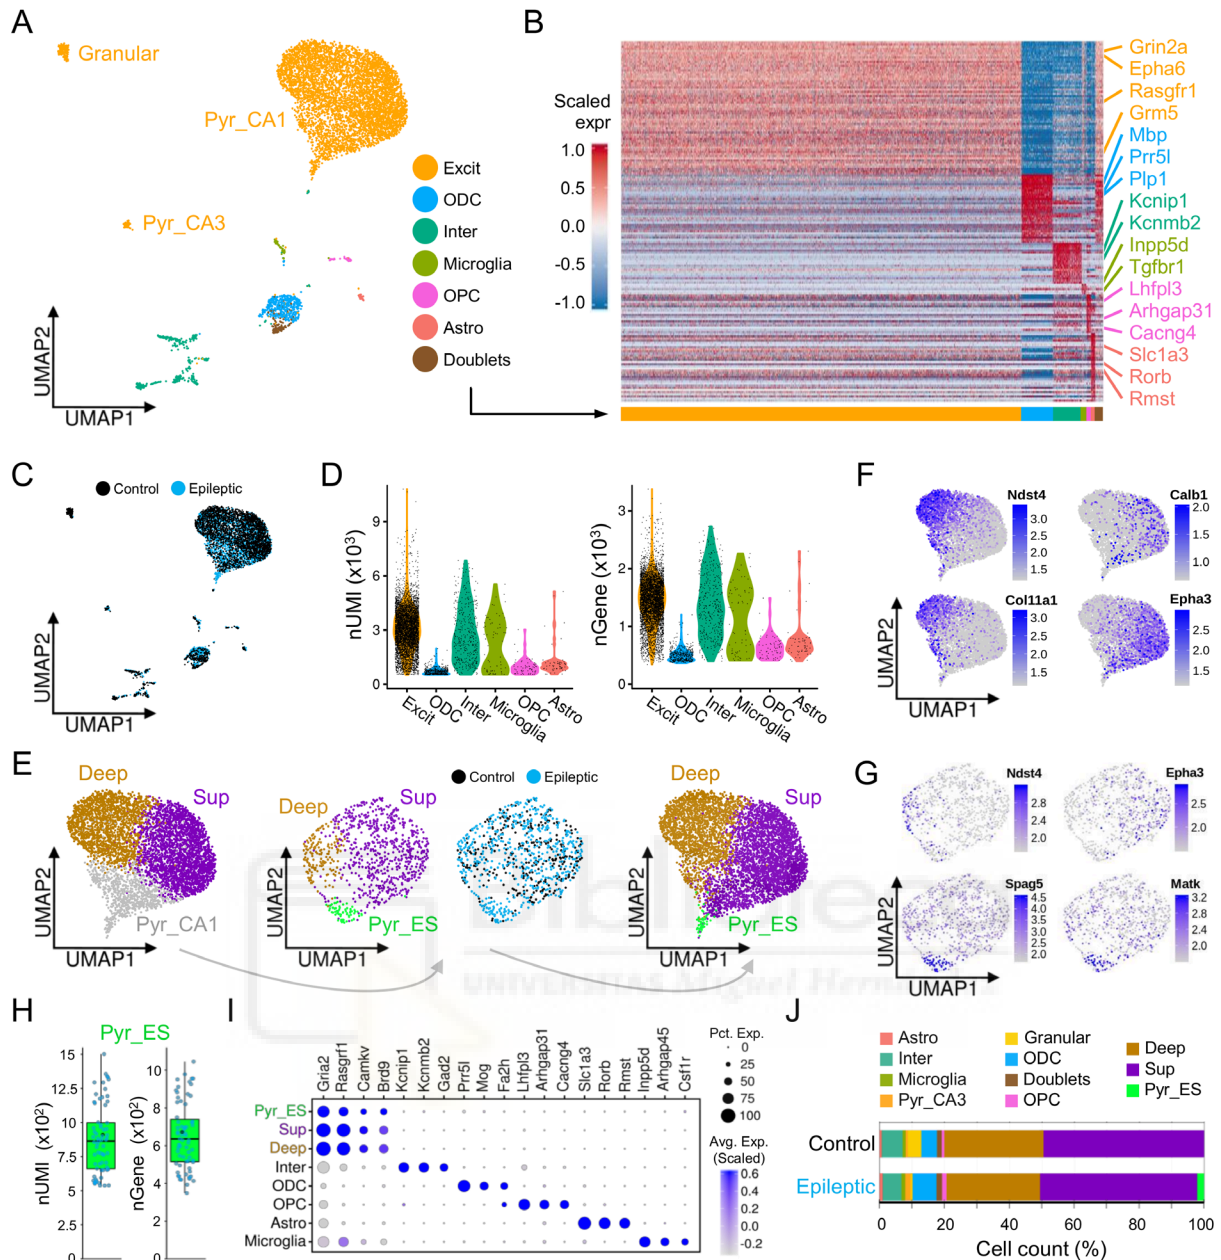 A
Granular
Pyr_CA1
Pyr_CA3
Excit
ODC
Inter
Microglia
OPC
Astro
Doublets
UMAP2
UMAP1
B
Scaled
expr
1.0
0.5
0.0
-0.5
-1.0
Grin2a
Epha6
Rasgfr1
Grm5
Mbp
Prr5l
Plp1
Kcnip1
Kcnmb2
Inpp5d
Tgfbr1
Lhfpl3
Arhgap31
Cacng4
Slc1a3
Rorb
Rmst
C
Control Epileptic
UMAP2
UMAP1
D
nUMI (x10³)
9
6
3
0
Excit ODC Inter Microglia OPC Astro
nGene (x10³)
3
2
1
0
Excit ODC Inter Microglia OPC Astro
F
Ndst4
3.0
2.5
2.0
1.5
Calb1
2.0
1.5
1.0
Col11a1
3.0
2.5
2.0
1.5
Epha3
3.0
2.5
2.0
1.5
UMAP2
UMAP1
E
Deep
Sup
Pyr_CA1
UMAP2
UMAP1
Deep
Sup
Pyr_ES
UMAP2
UMAP1
Control Epileptic
Deep
Sup
Pyr_ES
UMAP2
UMAP1
G
Ndst4
2.8
2.4
2.0
Epha3
2.5
2.0
Spag5
4.5
4.0
3.5
3.0
2.5
2.0
Matk
3.2
2.8
2.4
2.0
UMAP2
UMAP1
UNIVERSITAS Miguel Hernández
H
Pyr_ES
nUMI (x10²)
15
12.5
10
7.5
5
2.5
0
nGene (x10²)
10
8
6
4
2
0
I
Gria2 Rasgrf1 Camkv Brd9 Kcnip1 Kcnmb2 Gad2 Prr5l Mog Fa2h Lhfpl3 Arhgap31 Cacng4 Slc1a3 Rorb Rmst Inpp5d Arhgap45 Csf1r
Pyr_ES
Sup
Deep
Inter
ODC
OPC
Astro
Microglia
Pct. Exp.
0
25
50
75
100
Avg. Exp.
(Scaled)
0.6
0.4
0.2
0.0
-0.2
J
Astro
Inter
Microglia
Pyr_CA3
Granular
ODC
Doublets
OPC
Deep
Sup
Pyr_ES
Control
Epileptic
0 20 40 60 80 100
Cell count (%)